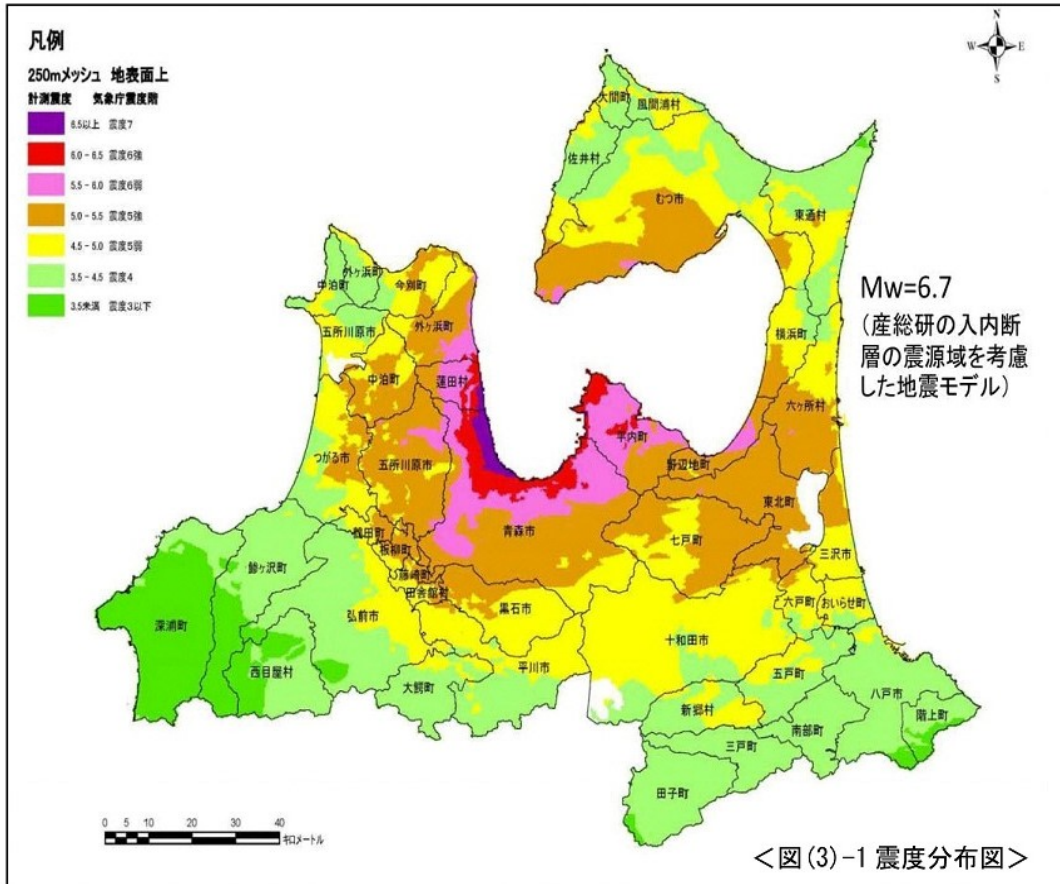 N
W E
S
凡例
250mメッシュ 地表面上
計測震度 気象庁震度階
6.5以上 震度7
6.0 - 6.5 震度6強
5.5 - 6.0 震度6弱
5.0 - 5.5 震度5強
4.5 - 5.0 震度5弱
3.5 - 4.5 震度4
3.5未満 震度3以下
大間町
風間浦村
佐井村
むつ市
東通村
外ヶ浜町
中泊町
今別町
五所川原市
外ヶ浜町
横浜町
Mw=6.7
(産総研の入内断
層の震源域を考慮
した地震モデル)
中泊町
蓬田村
六ヶ所村
平内町
つがる市
五所川原市
野辺地町
東北町
青森市
七戸町
鶴田町
板柳町
三沢市
藤崎町
田舎館村
鰺ヶ沢町
弘前市
黒石市
六戸町
おいらせ町
深浦町
十和田市
西目屋村
平川市
五戸町
大鰐町
八戸市
新郷村
階上町
南部町
三戸町
田子町
0 5 10 20 30 40
キロメートル
<図(3)-1 震度分布図>